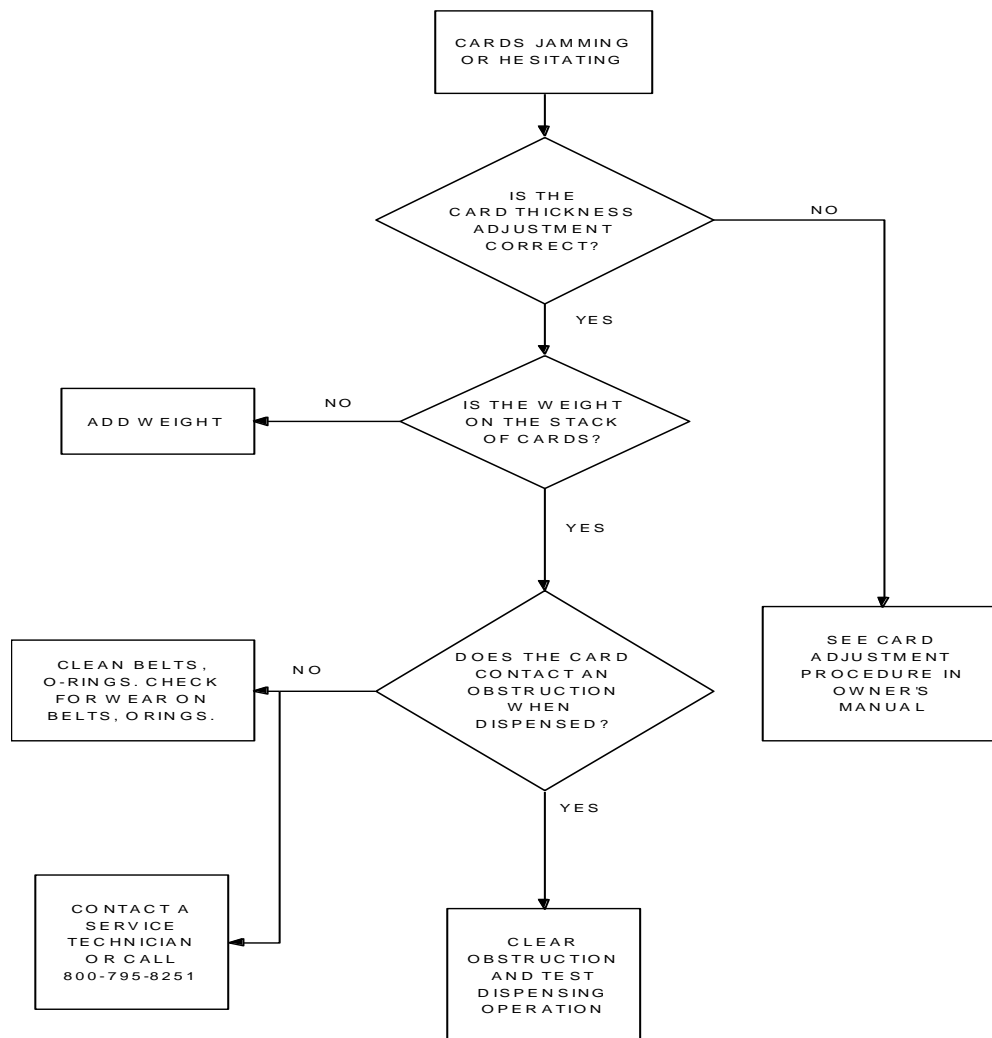 CARDS JAMMING
OR HESITATING
IS THE
CARD THICKNESS
ADJUSTMENT
CORRECT?
NO
YES
IS THE WEIGHT
ON THE STACK
OF CARDS?
NO
ADD WEIGHT
YES
DOES THE CARD
CONTACT AN
OBSTRUCTION
WHEN
DISPENSED?
NO
CLEAN BELTS,
O-RINGS. CHECK
FOR WEAR ON
BELTS, ORINGS.
SEE CARD
ADJUSTMENT
PROCEDURE IN
OWNER'S
MANUAL
YES
CONTACT A
SERVICE
TECHNICIAN
OR CALL
800-795-8251
CLEAR
OBSTRUCTION
AND TEST
DISPENSING
OPERATION